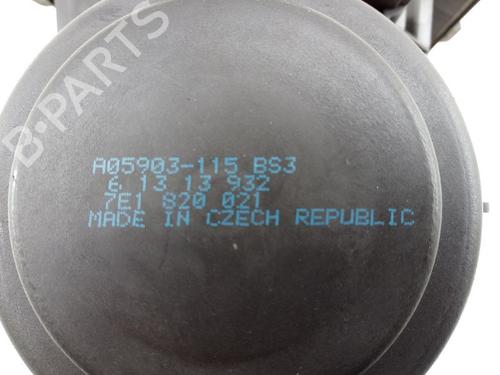 B-PARTS
A05903-115 BS3
6 13 13 932
7E1 820 021
MADE IN CZECH REPUBLIC